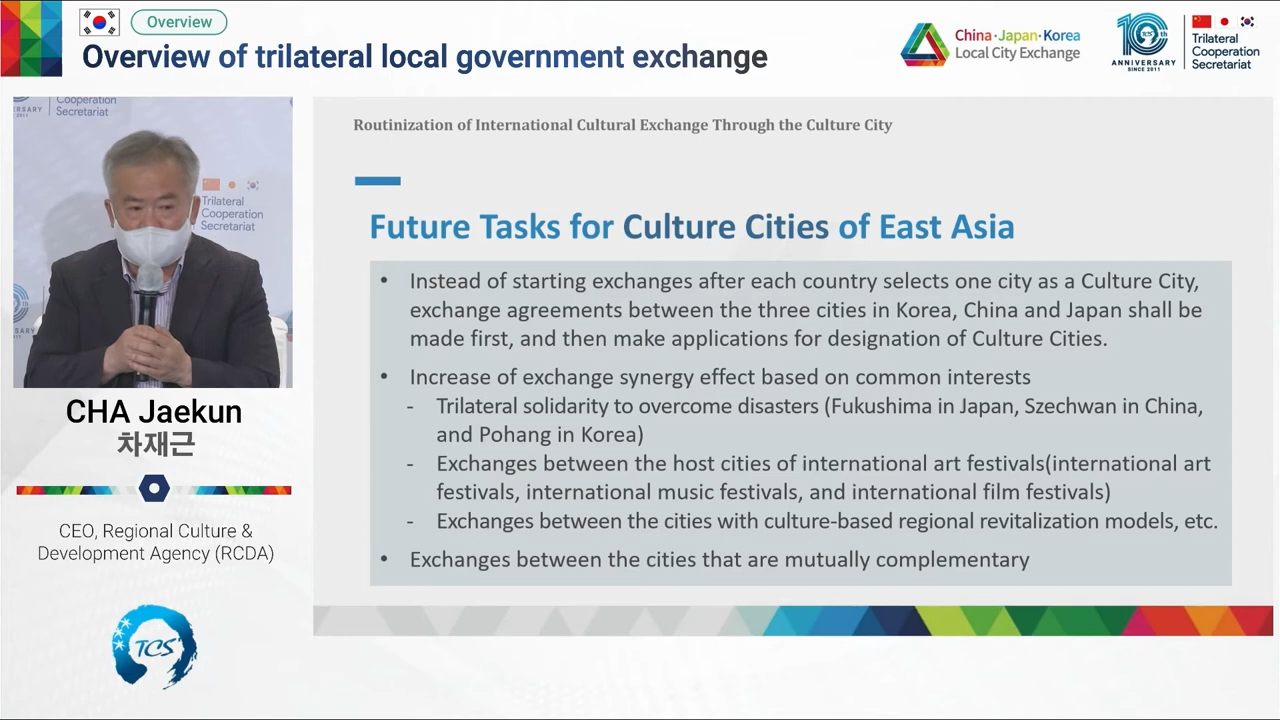 Overview
Overview of trilateral local government exchange
China·Japan·Korea
Local City Exchange
10th
TCS
ANNIVERSARY
SINCE 2011
Trilateral
Cooperation
Secretariat
Cooperation
Secretariat
ERSARY
2011
Trilateral
Cooperation
Secretariat
CHA Jaekun
차재근
CEO, Regional Culture &
Development Agency (RCDA)
TCS
Routinization of International Cultural Exchange Through the Culture City
Future Tasks for Culture Cities of East Asia
• Instead of starting exchanges after each country selects one city as a Culture City,
exchange agreements between the three cities in Korea, China and Japan shall be
made first, and then make applications for designation of Culture Cities.
• Increase of exchange synergy effect based on common interests
- Trilateral solidarity to overcome disasters (Fukushima in Japan, Szechwan in China,
and Pohang in Korea)
- Exchanges between the host cities of international art festivals(international art
festivals, international music festivals, and international film festivals)
- Exchanges between the cities with culture-based regional revitalization models, etc.
• Exchanges between the cities that are mutually complementary